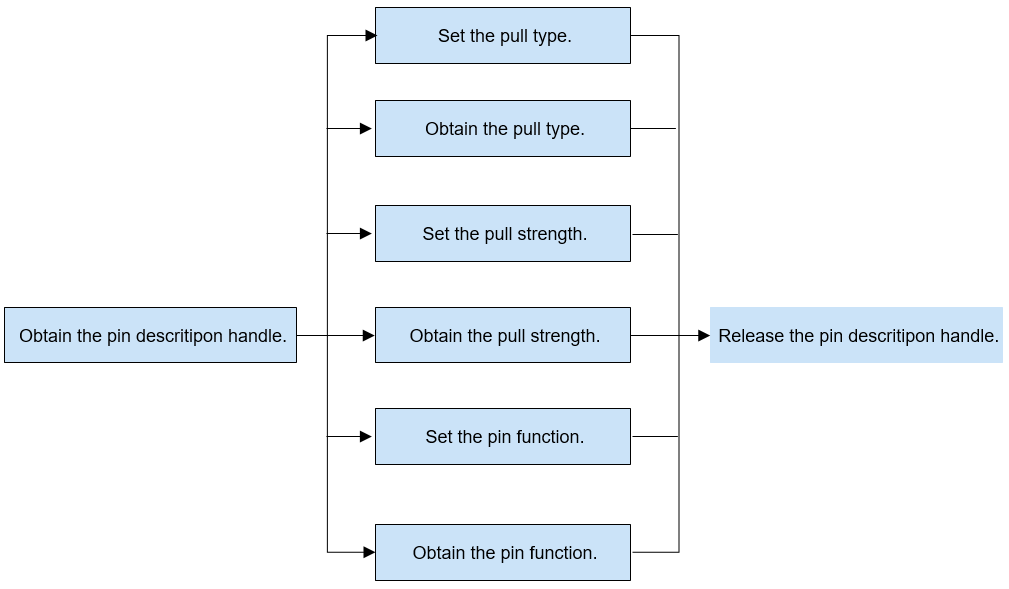 Set the pull type.
Obtain the pull type.
Set the pull strength.
Obtain the pin descritipon handle.
Obtain the pull strength.
Release the pin descritipon handle.
Set the pin function.
Obtain the pin function.